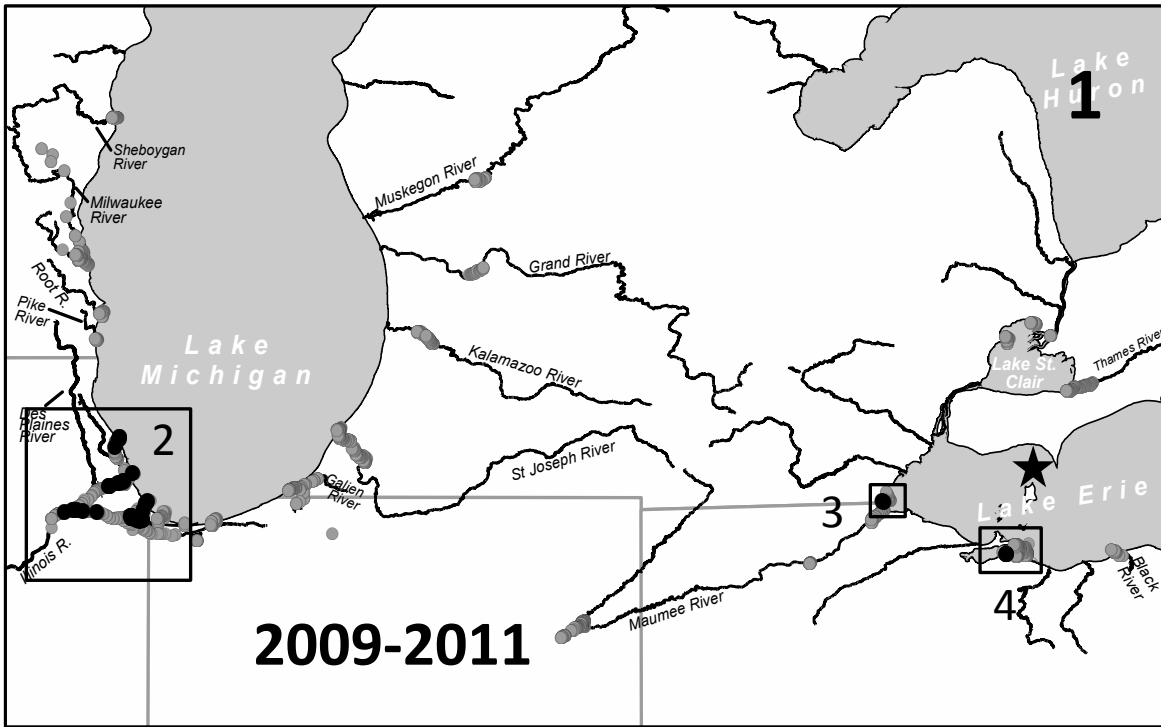 Lake
Huron
1
Sheboygan
River
Milwaukee
River
Muskegon River
Root R.
Grand River
Pike
River
Lake
Michigan
Kalamazoo River
Lake St.
Clair
Thames River
Des
Plaines
River
2
St Joseph River
Galien
River
3
Lake Erie
Illinois R.
Maumee River
4
Black
River
2009-2011